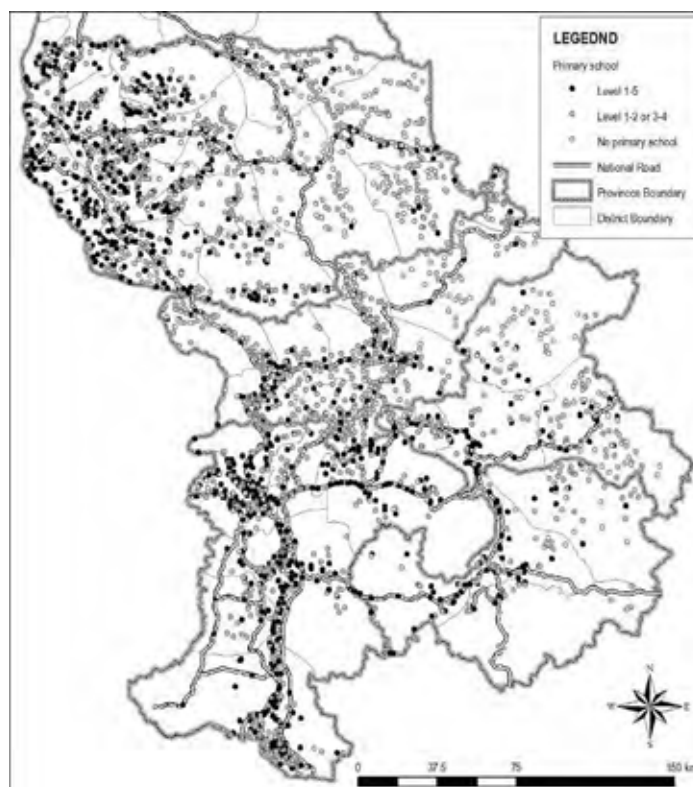 LEGEDND
Primary school
Level 1-5
Level 1-2 or 3-4
No primary school
National Road
Province Boundary
District Boundary
N
W
E
S
0
37.5
75
150 km